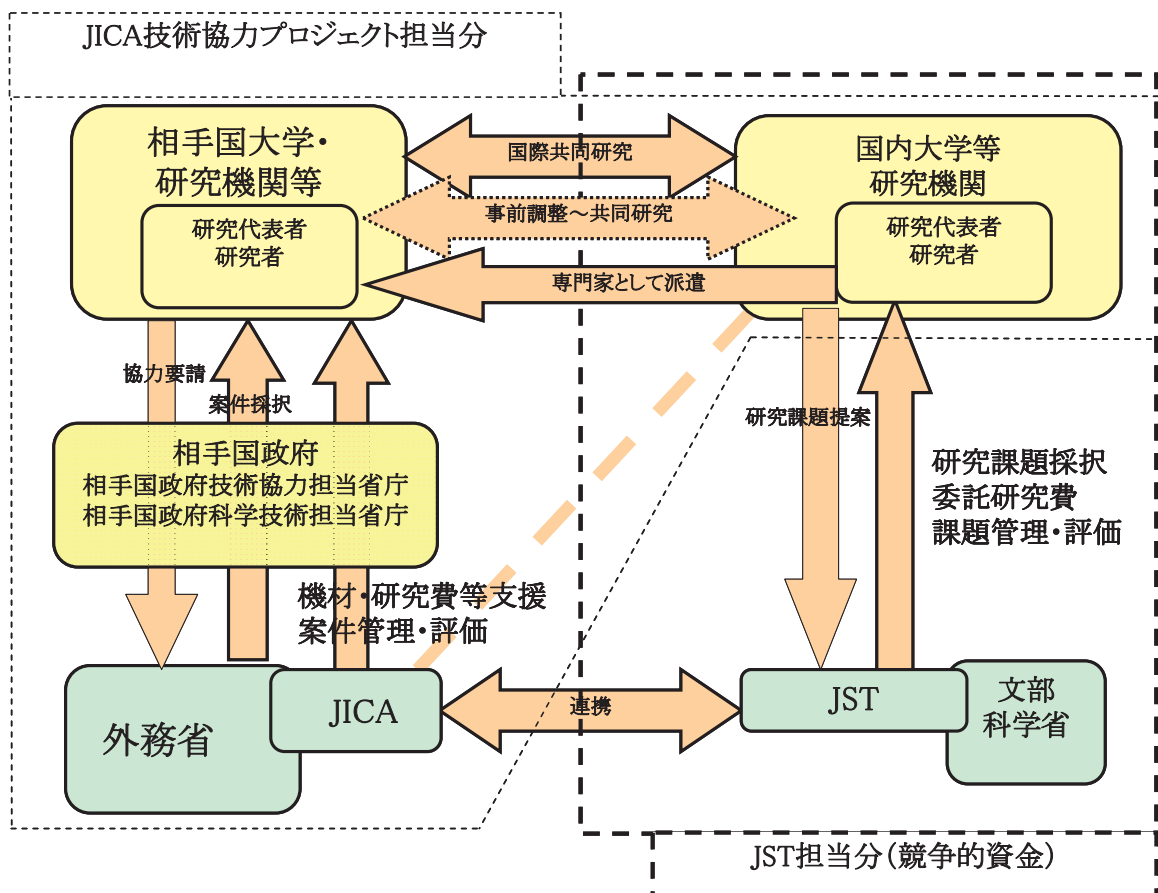 JICA技術協力プロジェクト担当分
相手国大学・
研究機関等
研究代表者
研究者
国際共同研究
事前調整～共同研究
専門家として派遣
国内大学等
研究機関
研究代表者
研究者
協力要請
案件採択
相手国政府
相手国政府技術協力担当省庁
相手国政府科学技術担当省庁
機材・研究費等支援
案件管理・評価
研究課題提案
研究課題採択
委託研究費
課題管理・評価
外務省
JICA
連携
JST
文部
科学省
JST担当分（競争的資金）